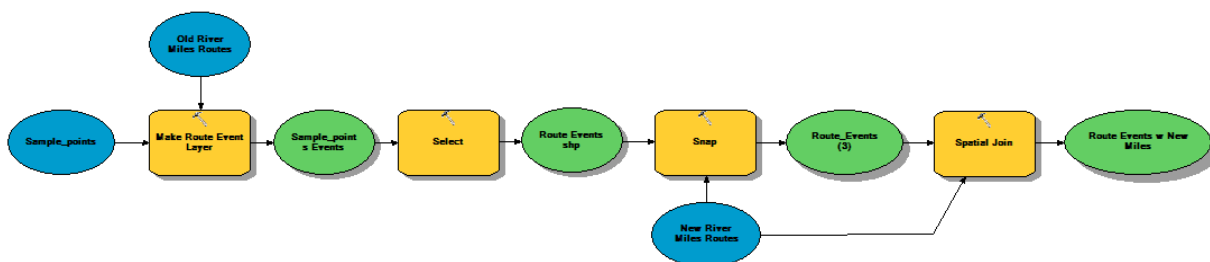 Old River
Miles Routes
Sample_points
Make Route Event
Layer
Sample_point
s Events
Select
Route Events
shp
Snap
Route_Events
(3)
Spatial Join
Route Events w New
Miles
New River
Miles Routes